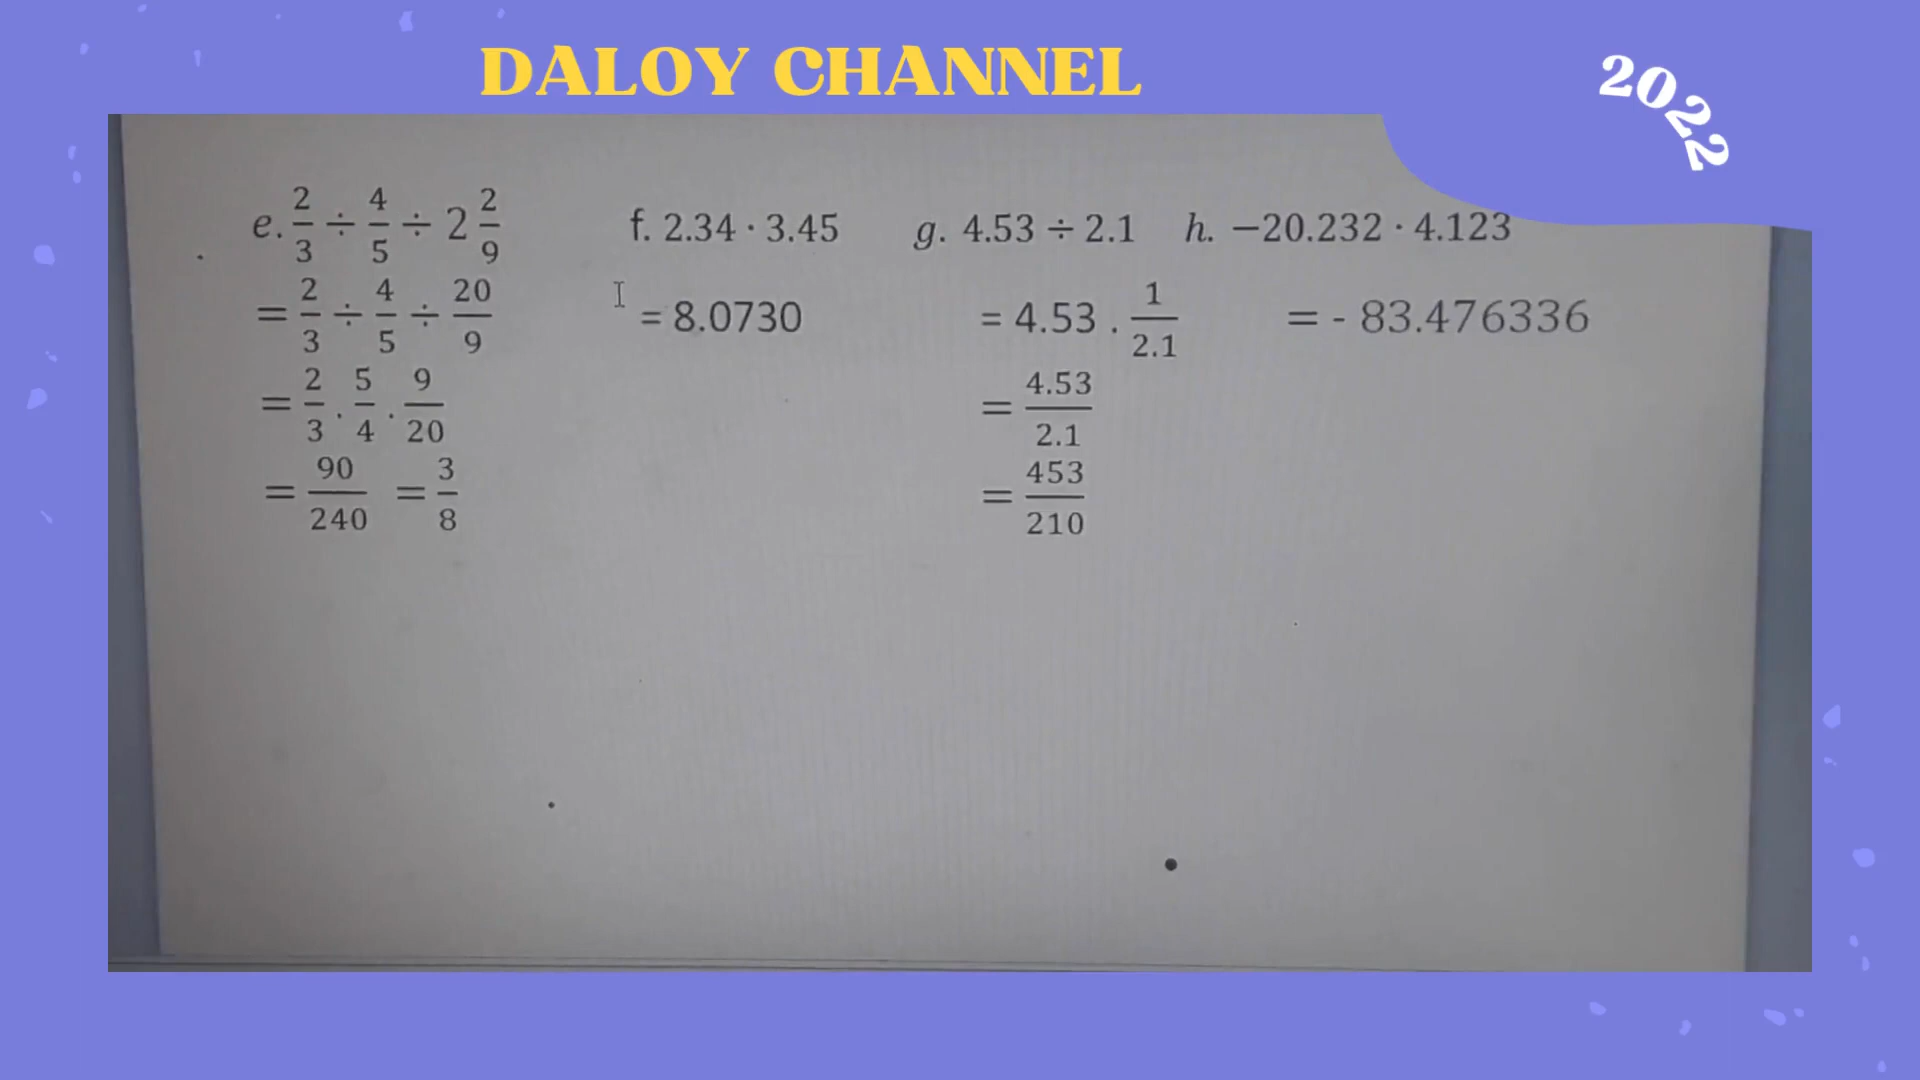 DALOY CHANNEL
2022
e. 2/3 ÷ 4/5 ÷ 2 2/9
= 2/3 ÷ 4/5 ÷ 20/9
= 2/3 . 5/4 . 9/20
= 90/240 = 3/8
f. 2.34 · 3.45
= 8.0730
g. 4.53 ÷ 2.1
= 4.53 . 1/2.1
= 4.53/2.1
= 453/210
h. −20.232 · 4.123
= - 83.476336